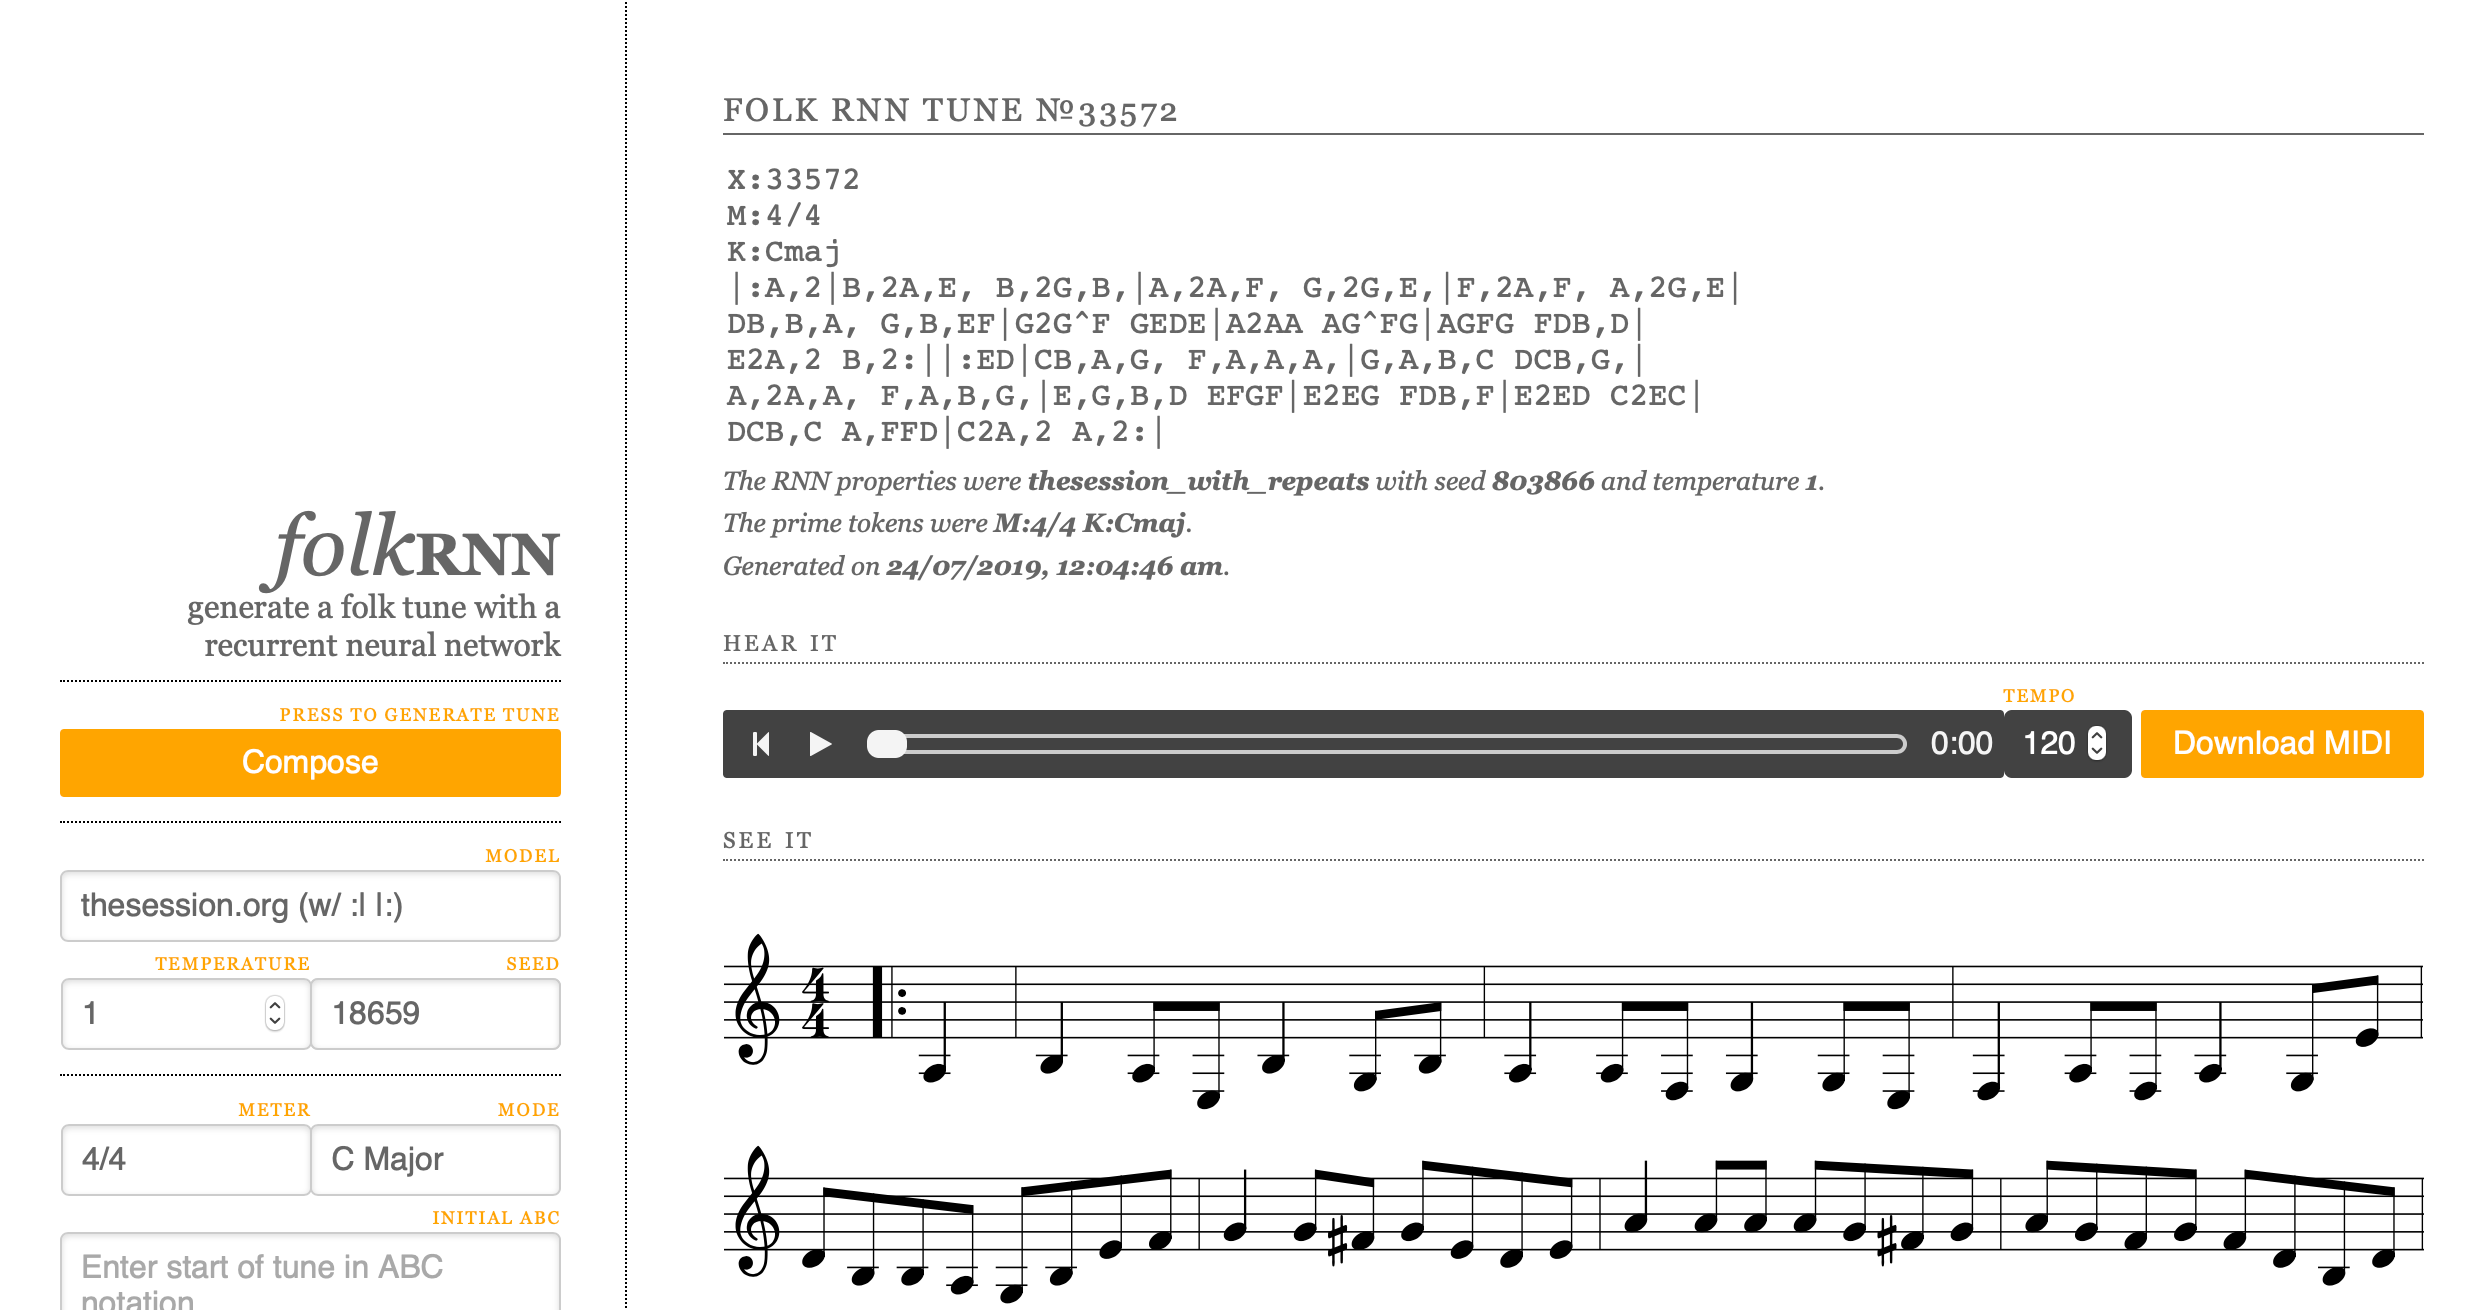 folkRNN
generate a folk tune with a
recurrent neural network
PRESS TO GENERATE TUNE
Compose
MODEL
thesession.org (w/ :| |:)
TEMPERATURE SEED
1 18659
METER MODE
4/4 C Major
INITIAL ABC
Enter start of tune in ABC
notation
FOLK RNN TUNE №33572
X:33572
M:4/4
K:Cmaj
|:A,2|B,2A,E, B,2G,B,|A,2A,F, G,2G,E,|F,2A,F, A,2G,E|
DB,B,A, G,B,EF|G2G^F GEDE|A2AA AG^FG|AGFG FDB,D|
E2A,2 B,2:||:ED|CB,A,G, F,A,A,A,|G,A,B,C DCB,G,|
A,2A,A, F,A,B,G,|E,G,B,D EFGF|E2EG FDB,F|E2ED C2EC|
DCB,C A,FFD|C2A,2 A,2:|
The RNN properties were thesession_with_repeats with seed 803866 and temperature 1.
The prime tokens were M:4/4 K:Cmaj.
Generated on 24/07/2019, 12:04:46 am.
HEAR IT
TEMPO
0:00 120 Download MIDI
SEE IT
4/4